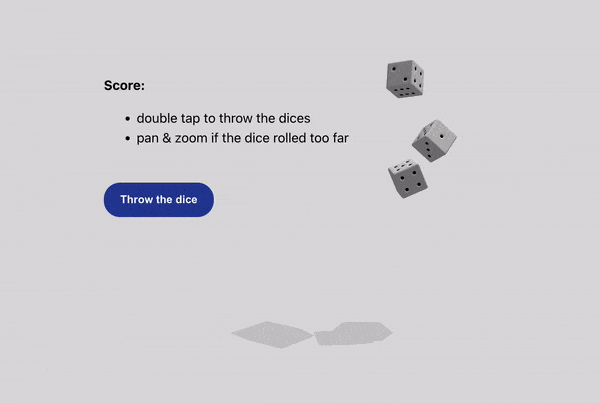 Score:
double tap to throw the dices
pan & zoom if the dice rolled too far
Throw the dice